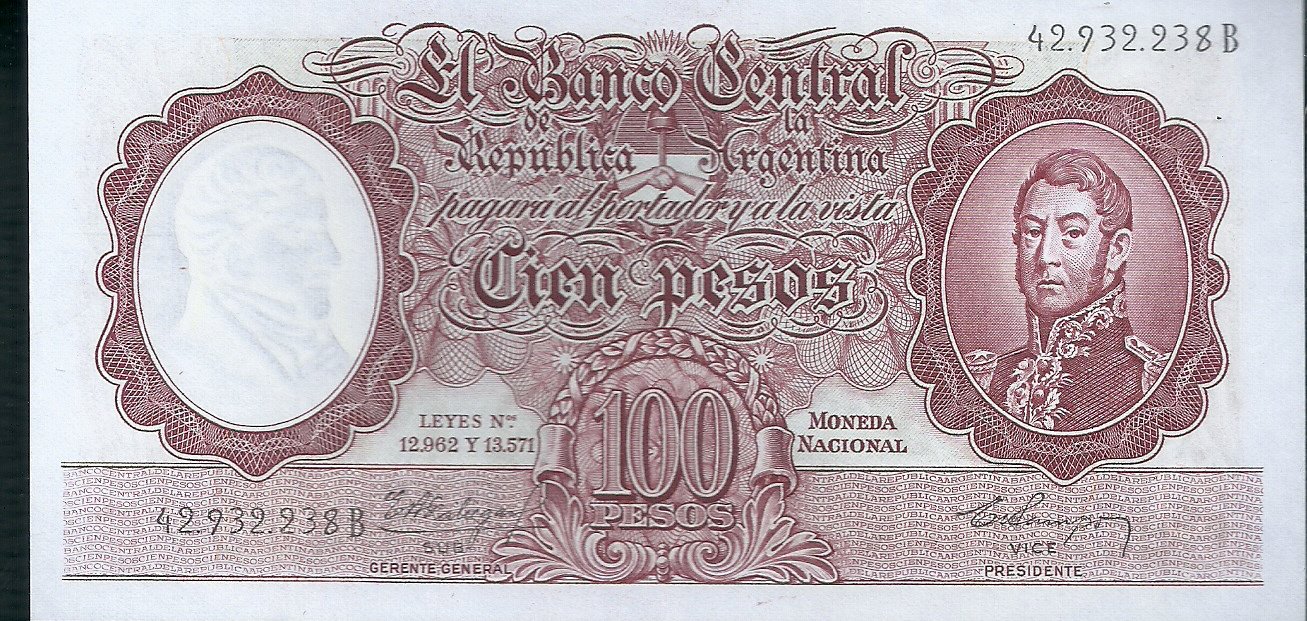 42.932.238 B
El Banco Central
de la
República Argentina
pagará al portador y a la vista
Cien pesos
LEYES Nos.
12.962 Y 13.571
MONEDA
NACIONAL
100
PESOS
42.932.238 B
SUB
GERENTE GENERAL
VICE
PRESIDENTE